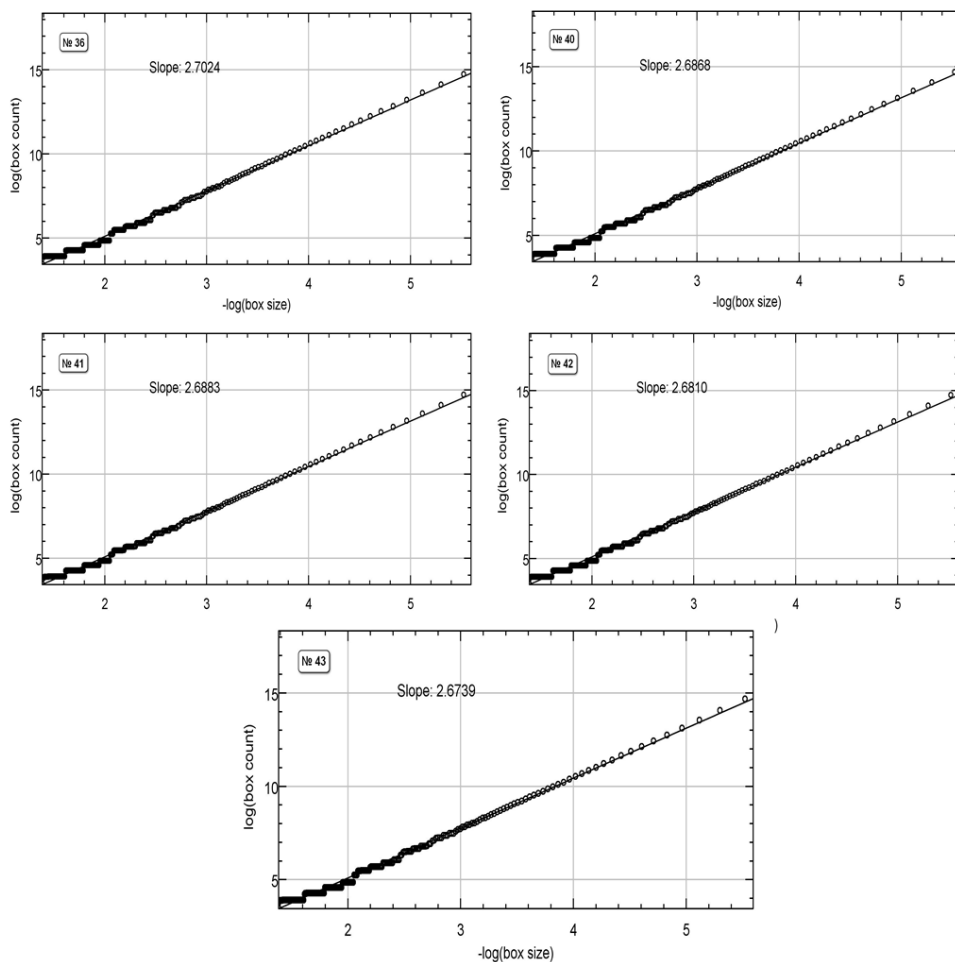 № 36
Slope: 2.7024
15
10
5
log(box count)
2 3 4 5
-log(box size)
№ 40
Slope: 2.6868
15
10
5
log(box count)
2 3 4 5
-log(box size)
№ 41
Slope: 2.6883
15
10
5
log(box count)
2 3 4 5
№ 42
Slope: 2.6810
15
10
5
log(box count)
2 3 4 5
)
№ 43
Slope: 2.6739
15
10
5
log(box count)
2 3 4 5
-log(box size)